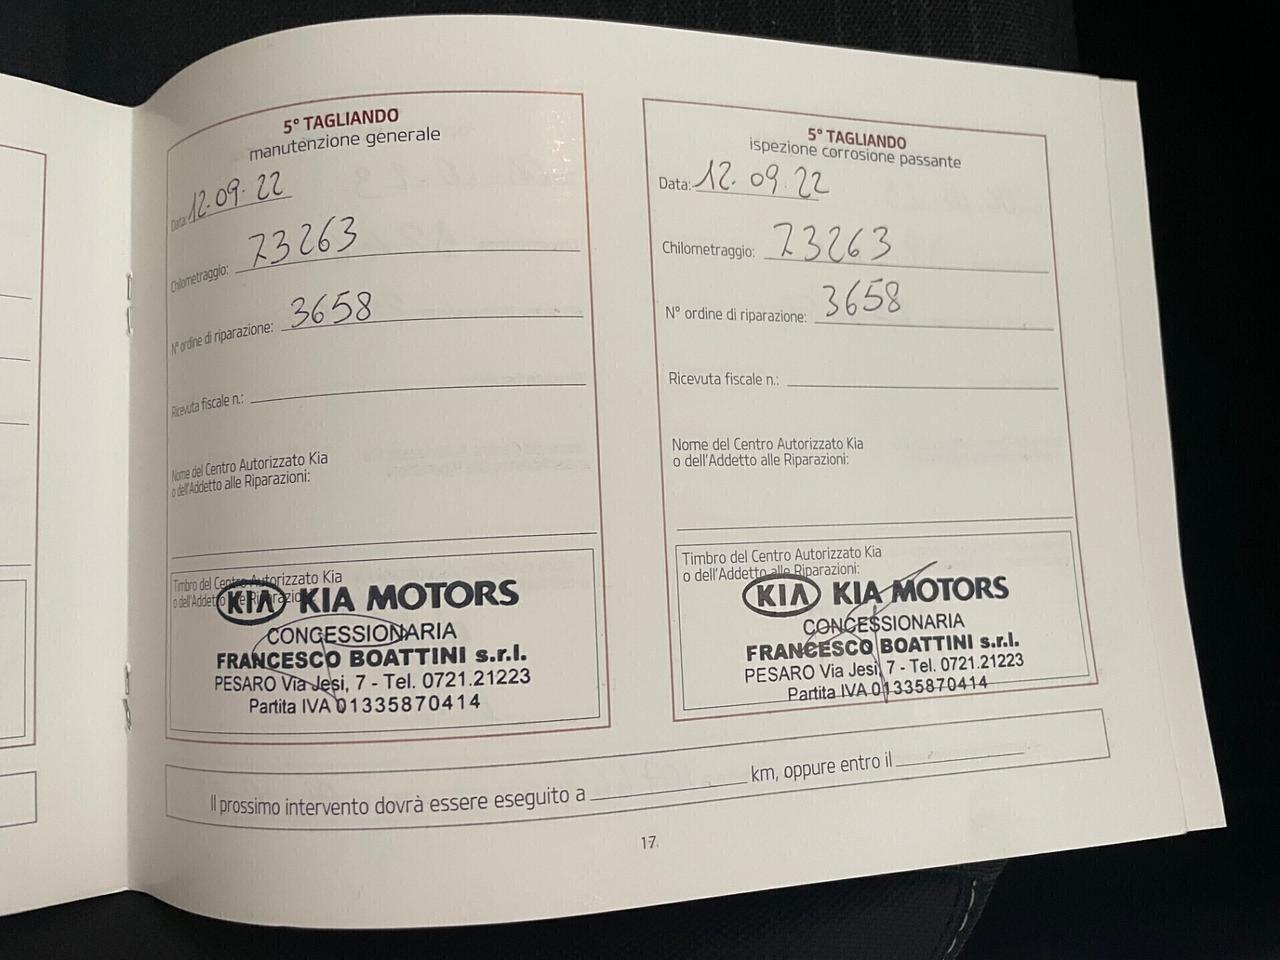 5° TAGLIANDO
manutenzione generale
Data: 12.09.22
Chilometraggio: 73263
N° ordine di riparazione: 3658
Ricevuta fiscale n.:
Nome del Centro Autorizzato Kia
o dell'Addetto alle Riparazioni:
Timbro del Centro Autorizzato Kia
o dell'Addetto alle Riparazioni:
KIA KIA MOTORS
CONCESSIONARIA
FRANCESCO BOATTINI s.r.l.
PESARO Via Jesi, 7 - Tel. 0721.21223
Partita IVA 01335870414
5° TAGLIANDO
ispezione corrosione passante
Data: 12.09.22
Chilometraggio: 73263
N° ordine di riparazione: 3658
Ricevuta fiscale n.:
Nome del Centro Autorizzato Kia
o dell'Addetto alle Riparazioni:
Timbro del Centro Autorizzato Kia
o dell'Addetto alle Riparazioni:
KIA KIA MOTORS
CONCESSIONARIA
FRANCESCO BOATTINI s.r.l.
PESARO Via Jesi, 7 - Tel. 0721.21223
Partita IVA 01335870414
Il prossimo intervento dovrà essere eseguito a km, oppure entro il
17